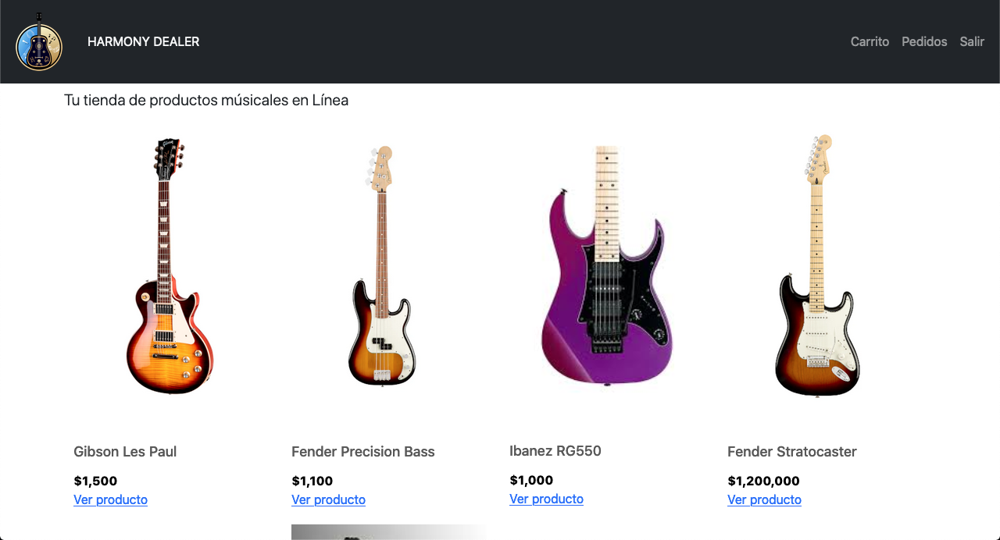 HARMONY DEALER
Carrito Pedidos Salir
Tu tienda de productos músicales en Línea
Gibson Les Paul
$1,500
Ver producto
Fender Precision Bass
$1,100
Ver producto
Ibanez RG550
$1,000
Ver producto
Fender Stratocaster
$1,200,000
Ver producto